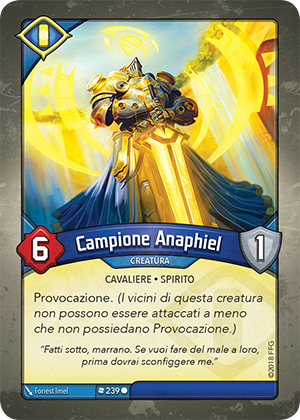 Campione Anaphiel
CREATURA
6
1
CAVALIERE • SPIRITO
Provocazione. (I vicini di questa creatura
non possono essere attaccati a meno
che non possiedano Provocazione.)
“Fatti sotto, marrano. Se vuoi fare del male a loro,
prima dovrai sconfiggere me.”
Forrest Imel
239
©2018 FFG